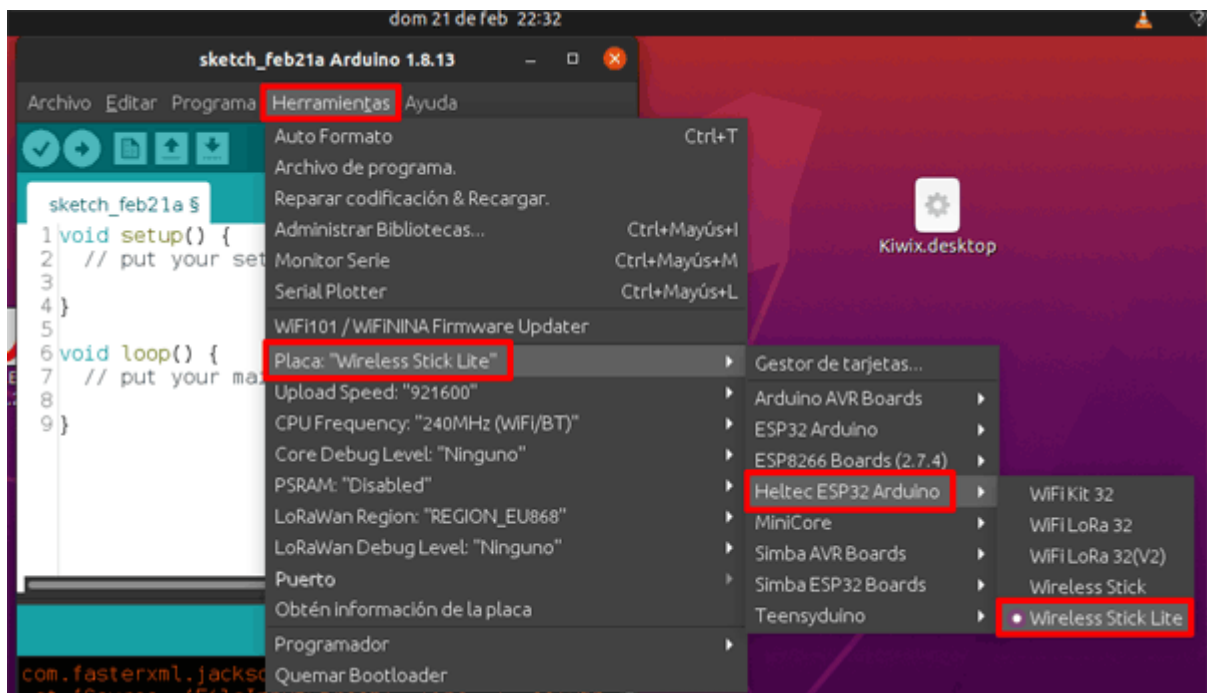 dom 21 de feb 22:32
sketch_feb21a Arduino 1.8.13
Archivo Editar Programa Herramientas Ayuda
sketch_feb21a §
1 void setup() {
2 // put your set
3
4 }
5
6 void loop() {
7 // put your mai
8
9 }
Auto Formato Ctrl+T
Archivo de programa.
Reparar codificación & Recargar.
Administrar Bibliotecas... Ctrl+Mayús+I
Monitor Serie Ctrl+Mayús+M
Serial Plotter Ctrl+Mayús+L
WiFi101 / WiFiNINA Firmware Updater
Placa: "Wireless Stick Lite"
Upload Speed: "921600"
CPU Frequency: "240MHz (WiFi/BT)"
Core Debug Level: "Ninguno"
PSRAM: "Disabled"
LoRaWan Region: "REGION_EU868"
LoRaWan Debug Level: "Ninguno"
Puerto
Obtén información de la placa
Programador
Quemar Bootloader
Gestor de tarjetas...
Arduino AVR Boards
ESP32 Arduino
ESP8266 Boards (2.7.4)
Heltec ESP32 Arduino
MiniCore
Simba AVR Boards
Simba ESP32 Boards
Teensyduino
WiFi Kit 32
WiFi LoRa 32
WiFi LoRa 32(V2)
Wireless Stick
Wireless Stick Lite
Kiwix.desktop
com.fasterxml.jackso